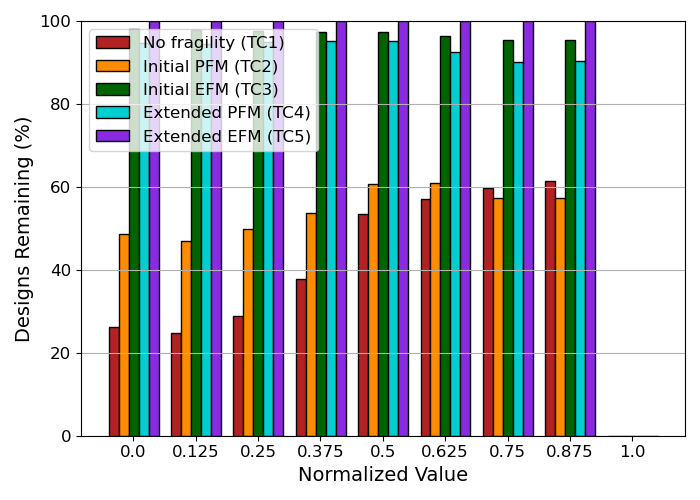 100
80
60
40
20
0
Designs Remaining (%)
No fragility (TC1)
Initial PFM (TC2)
Initial EFM (TC3)
Extended PFM (TC4)
Extended EFM (TC5)
0.0 0.125 0.25 0.375 0.5 0.625 0.75 0.875 1.0
Normalized Value